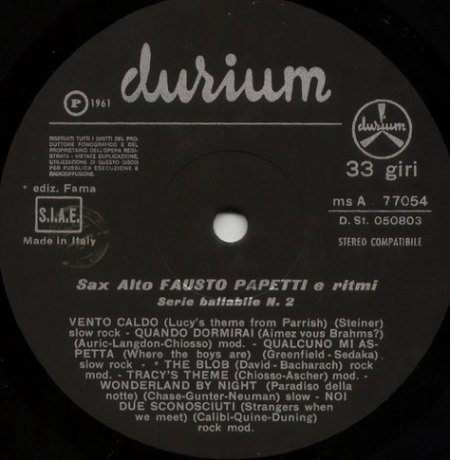 durium
P 1961
RISERVATI TUTTI I DIRITTI DEL PRO-
DUTTORE FONOGRAFICO E DEL
PROPRIETARIO DELL'OPERA REGI-
STRATA - VIETATE DUPLICAZIONE,
UTILIZZAZIONE DI QUESTO DISCO
PER PUBBLICA ESECUZIONE E
RADIODIFFUSIONE.
durium
33 giri
* ediz. Fama
S.I.A.E.
Made in Italy
ms A 77054
D. St. 050803
STEREO COMPATIBILE
Sax Alto FAUSTO PAPETTI e ritmi
Serie ballabile N. 2
VENTO CALDO (Lucy's theme from Parrish) (Steiner)
slow rock - QUANDO DORMIRAI (Aimez vous Brahms?)
(Auric-Langdon-Chiosso) mod. - QUALCUNO MI AS-
PETTA (Where the boys are) (Greenfield - Sedaka)
slow rock - * THE BLOB (David - Bacharach) rock
mod. - TRACY'S THEME (Chiosso-Ascher) mod. -
WONDERLAND BY NIGHT (Paradiso della
notte) (Chase-Gunter-Neuman) slow - NOI
DUE SCONOSCIUTI (Strangers when
we meet) (Calibi-Quine-Duning)
rock mod.